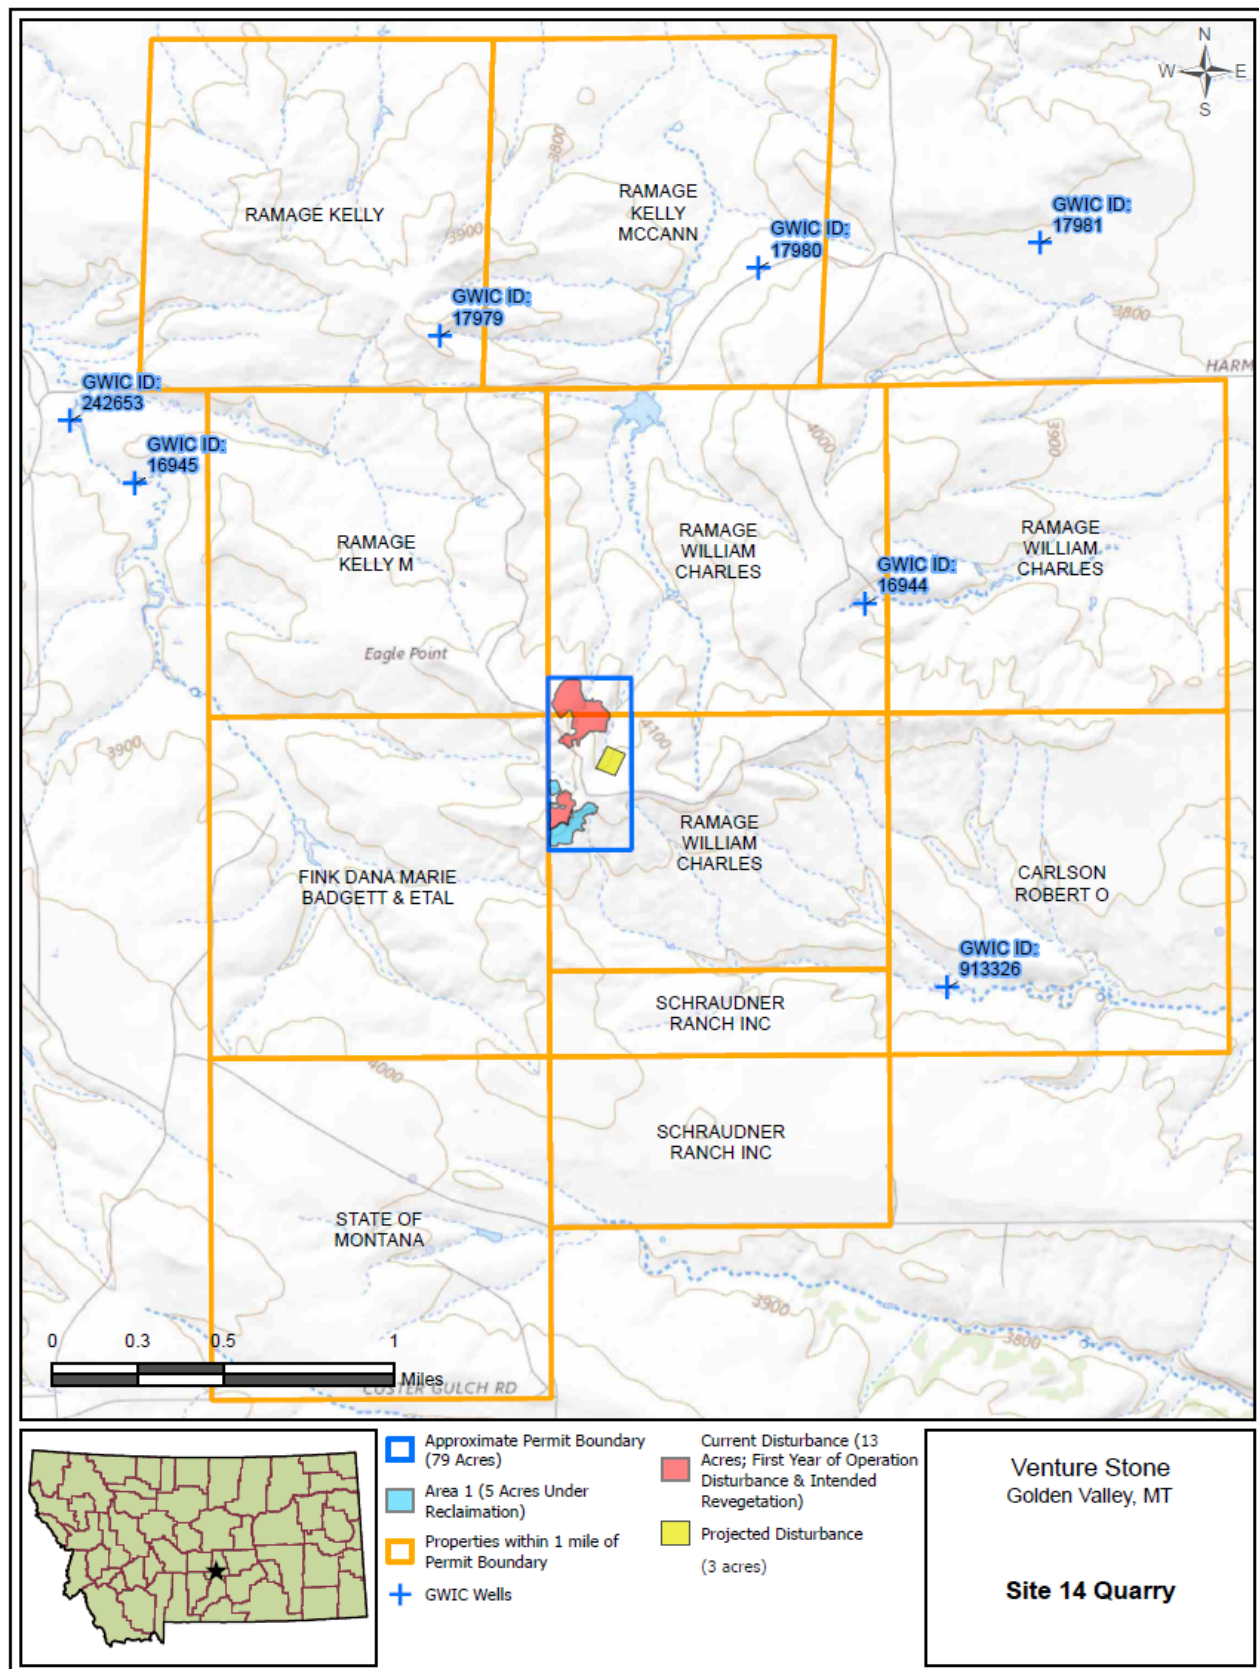 N
W E
S
RAMAGE KELLY
3800
RAMAGE
KELLY
MCCANN
3900
GWIC ID:
17980
GWIC ID:
17981
GWIC ID:
17979
3800
HARM
GWIC ID:
242653
GWIC ID:
16945
4000
3900
RAMAGE
KELLY M
RAMAGE
WILLIAM
CHARLES
RAMAGE
WILLIAM
CHARLES
GWIC ID:
16944
Eagle Point
3900
4100
RAMAGE
WILLIAM
CHARLES
FINK DANA MARIE
BADGETT & ETAL
CARLSON
ROBERT O
GWIC ID:
913326
SCHRAUDNER
RANCH INC
4000
SCHRAUDNER
RANCH INC
STATE OF
MONTANA
3900
3800
0 0.3 0.5 1
Miles
CUSTER GULCH RD
Approximate Permit Boundary
(79 Acres)
Area 1 (5 Acres Under
Reclamation)
Properties within 1 mile of
Permit Boundary
GWIC Wells
Current Disturbance (13
Acres; First Year of Operation
Disturbance & Intended
Revegetation)
Projected Disturbance
(3 acres)
Venture Stone
Golden Valley, MT
Site 14 Quarry